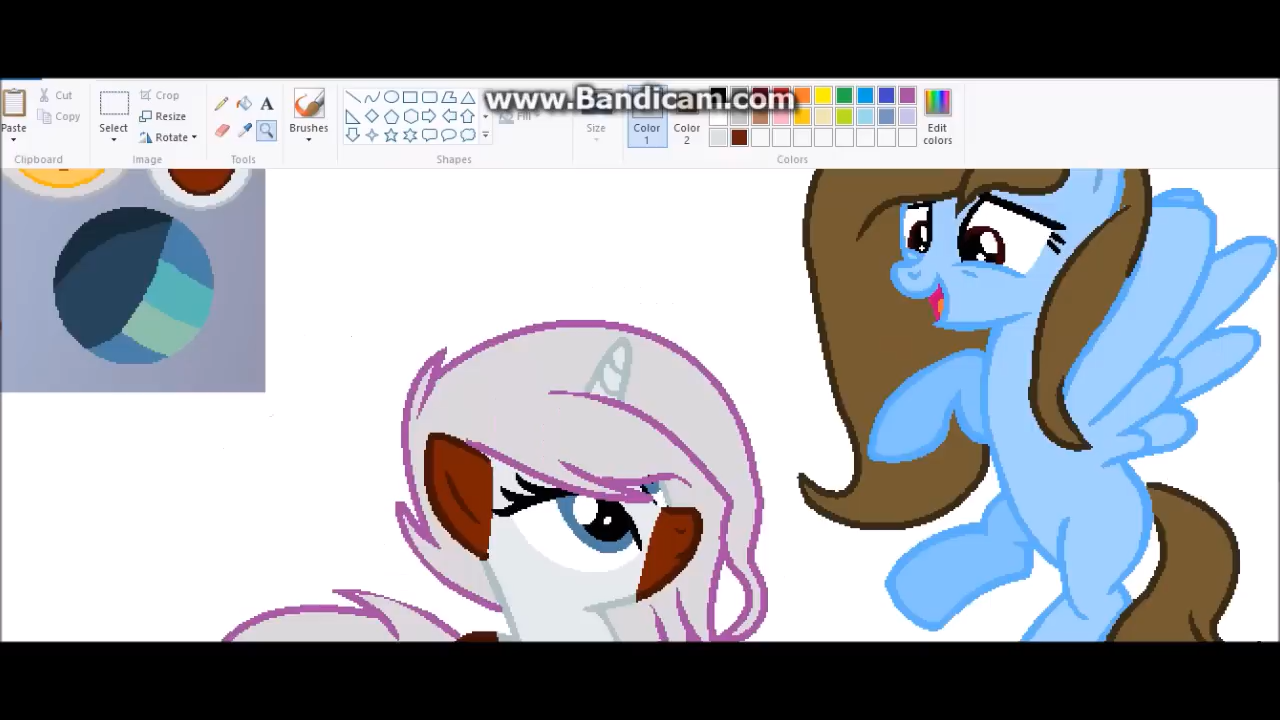 www.Bandicam.com
Paste
Cut
Copy
Clipboard
Select
Crop
Resize
Rotate
Image
A
Tools
Brushes
Fill
Shapes
Size
Color 1
Color 2
Edit colors
Colors